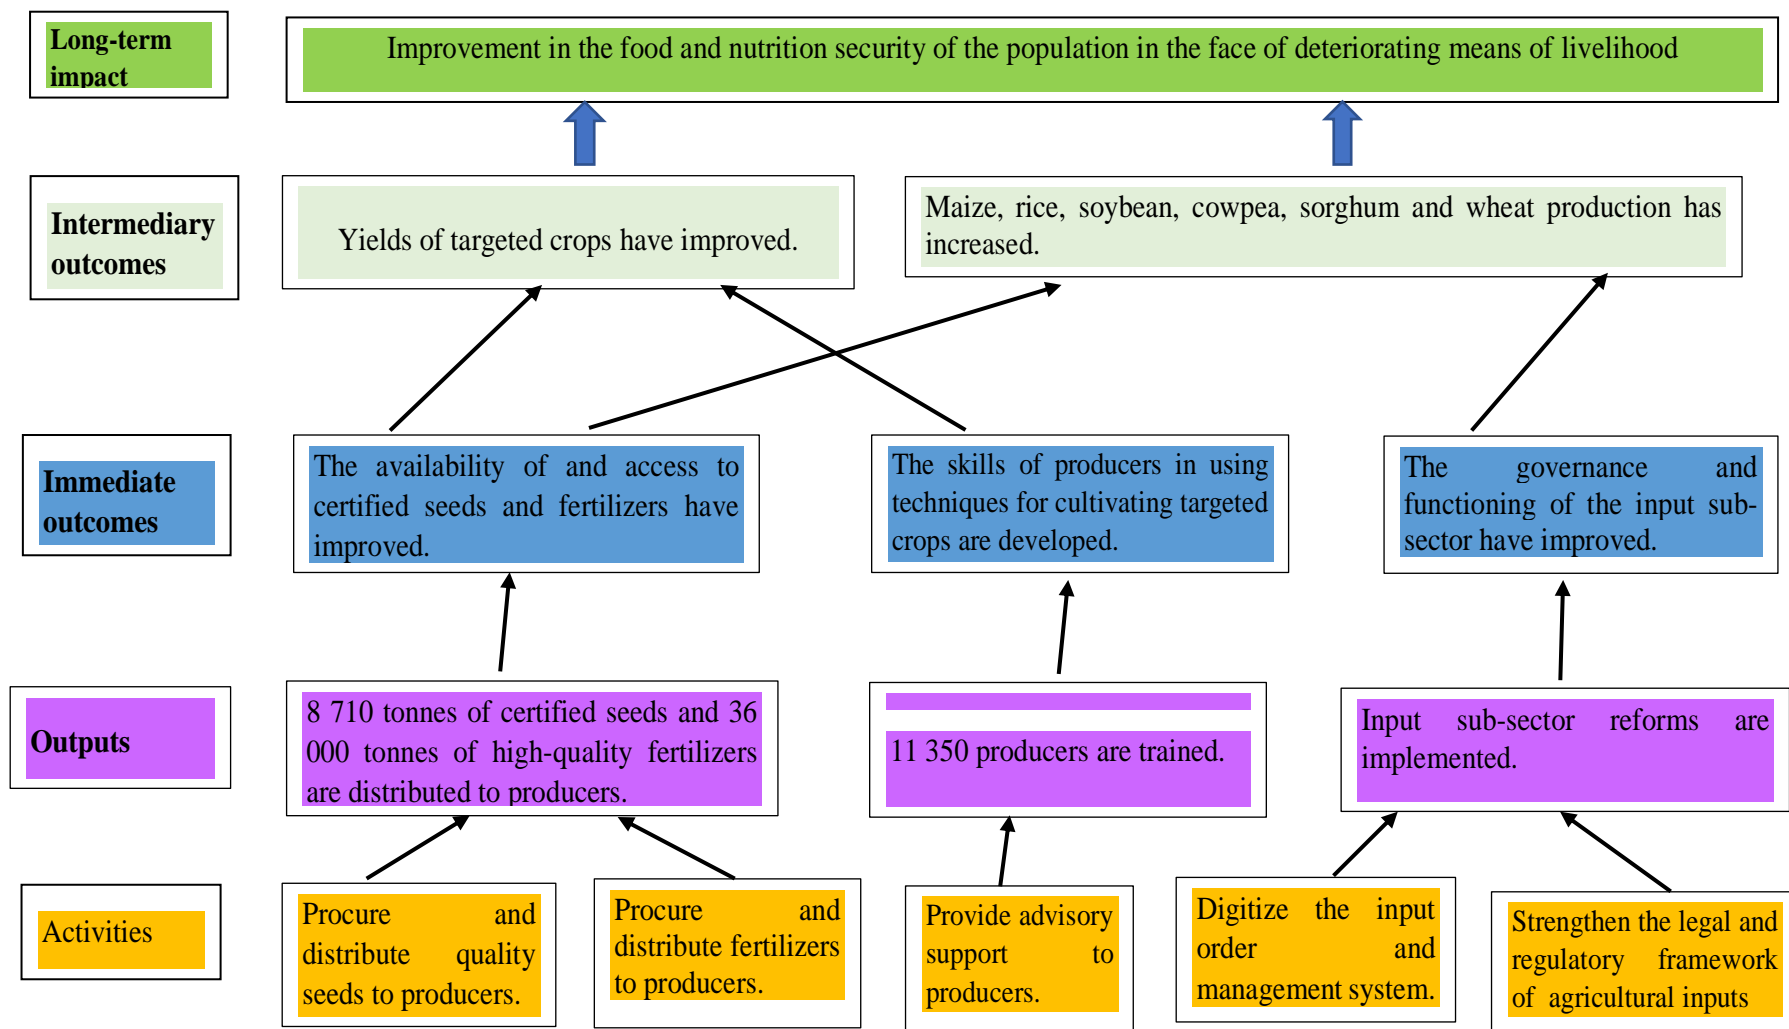 Long-term
impact
Improvement in the food and nutrition security of the population in the face of deteriorating means of livelihood
Intermediary
outcomes
Yields of targeted crops have improved.
Maize, rice, soybean, cowpea, sorghum and wheat production has
increased.
Immediate
outcomes
The availability of and access to
certified seeds and fertilizers have
improved.
The skills of producers in using
techniques for cultivating targeted
crops are developed.
The governance and
functioning of the input sub-
sector have improved.
Outputs
8 710 tonnes of certified seeds and 36
000 tonnes of high-quality fertilizers
are distributed to producers.
11 350 producers are trained.
Input sub-sector reforms are
implemented.
Activities
Procure and
distribute quality
seeds to producers.
Procure and
distribute fertilizers
to producers.
Provide advisory
support to
producers.
Digitize the input
order and
management system.
Strengthen the legal and
regulatory framework
of agricultural inputs